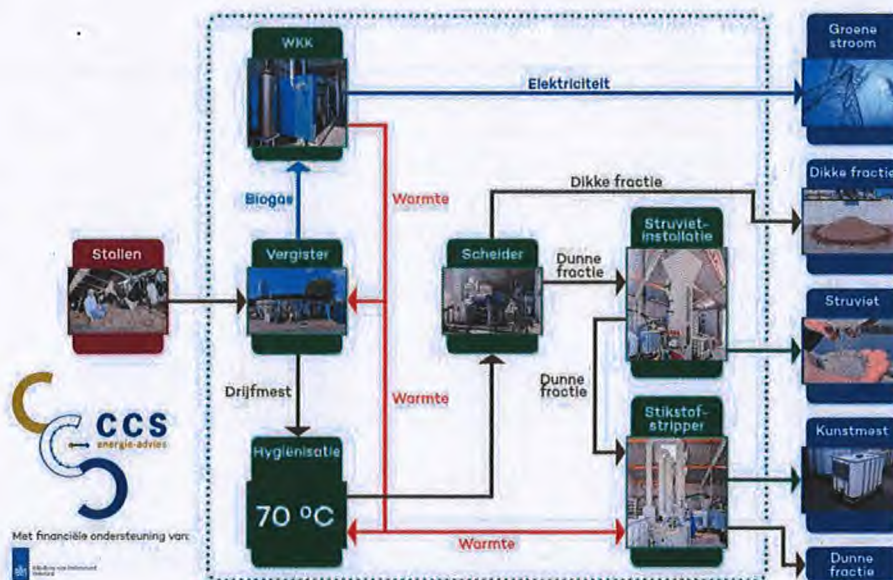 WKK
Groene
stroom
Elektriciteit
Biogas
Warmte
Dikke fractie
Dikke fractie
Stallen
Vergister
Scheider
Dunne
fractie
Struviet-
installatie
Struviet
Drijfmest
Warmte
Dunne
fractie
Stikstof-
stripper
Kunstmest
CCS
energie-advies
Hygiënisatie
70 °C
Met financiële ondersteuning van:
Warmte
Dunne
fractie